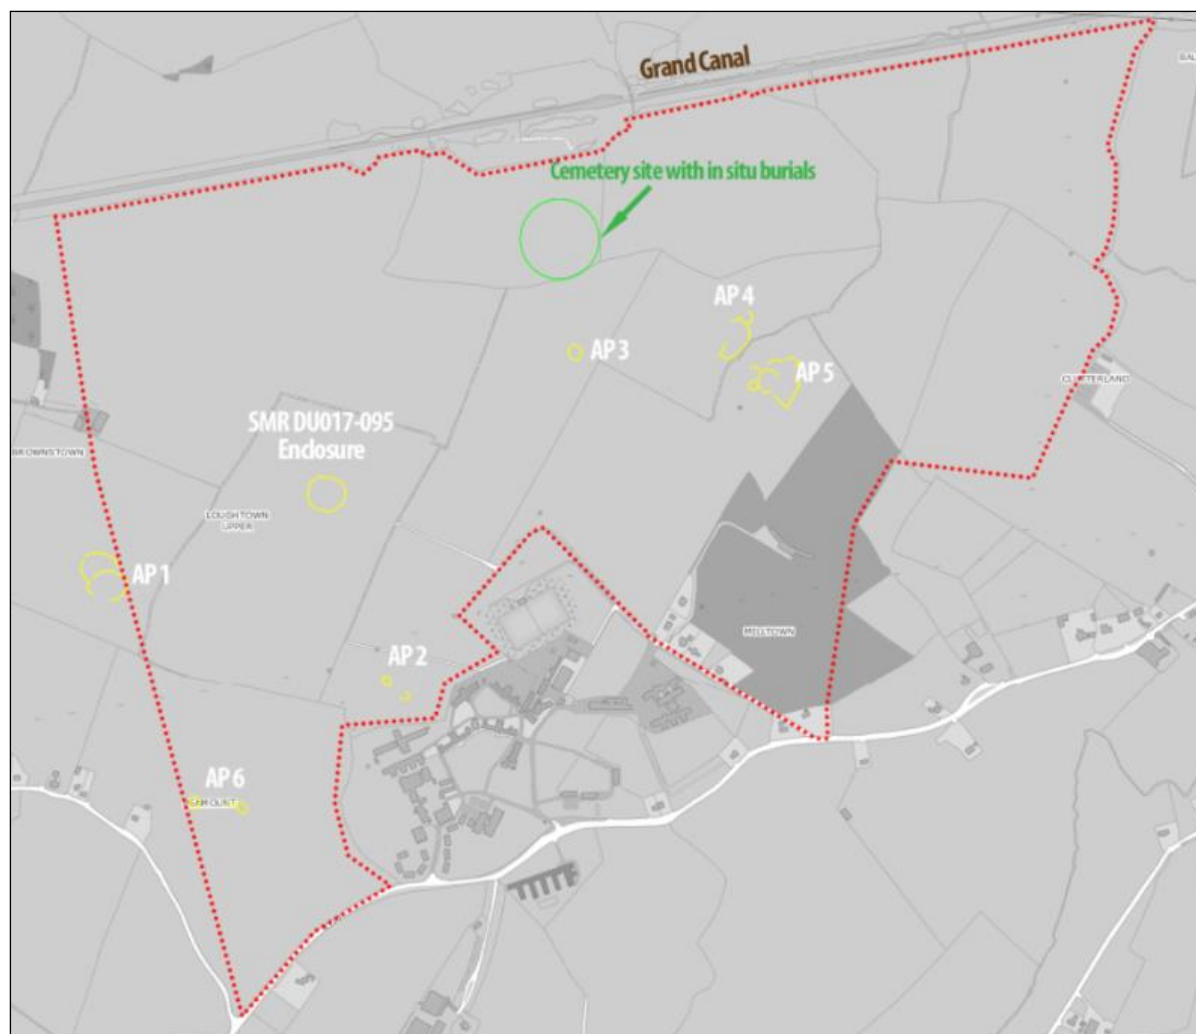 Grand Canal
BAL
Cemetery site with in situ burials
AP 4
AP 3
AP 5
CLUTTERLAND
SMR DU017-095
Enclosure
BROWNSTOWN
LOUGHTOWN
UPPER
AP 1
MILLTOWN
AP 2
AP 6